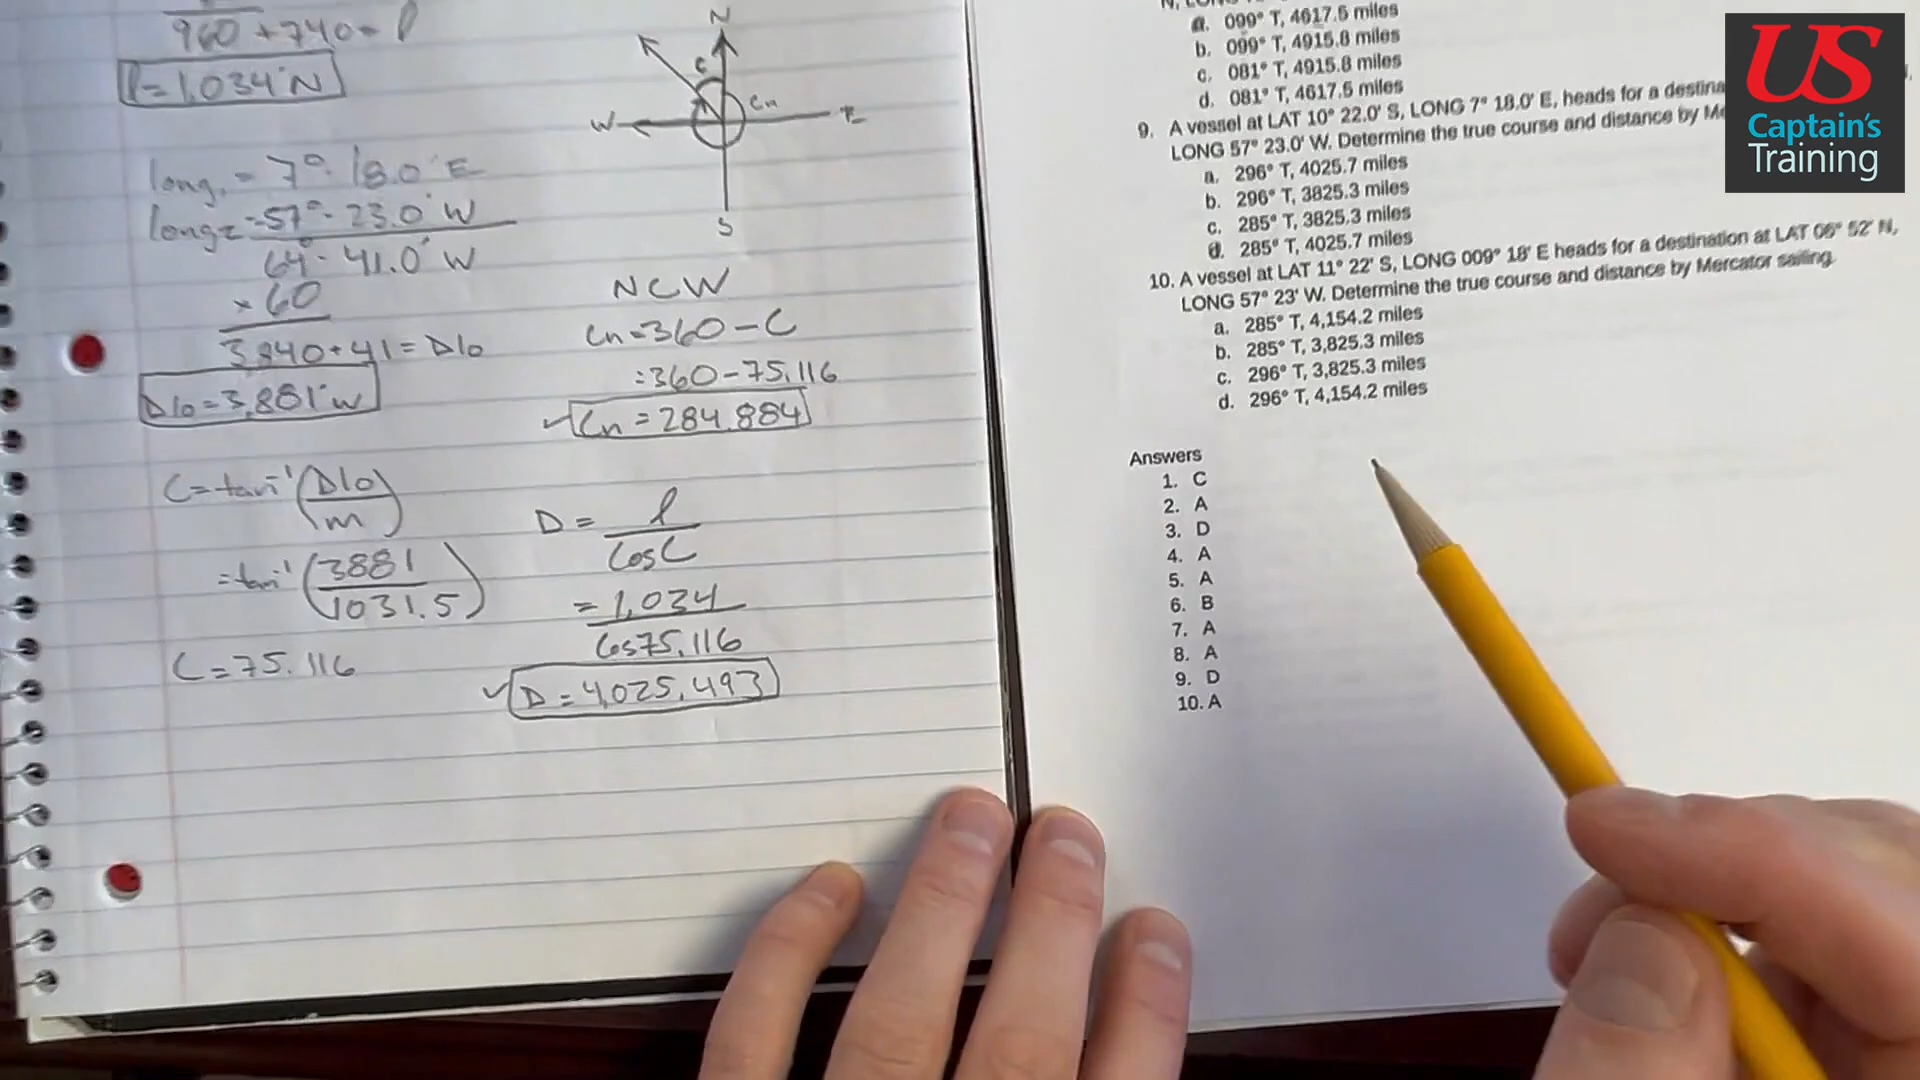 960 + 740 = l
l = 1,034' N
long1 = 7° 18.0' E
long2 = 57° - 23.0' W
64° - 41.0' W
× 60
3,840 + 41 = Dlo
Dlo = 3,881' W
C = tan⁻¹ (Dlo/m)
= tan⁻¹ (3881/1031.5)
C = 75.116
N
C
Cn
W
E
S
NCW
Cn = 360 - C
= 360 - 75.116
✓ Cn = 284.884
D = l
Cos C
= 1,034
Cos 75.116
✓ D = 4,025.493
a. 099° T, 4617.5 miles
b. 099° T, 4915.8 miles
c. 081° T, 4915.8 miles
d. 081° T, 4617.5 miles
9. A vessel at LAT 10° 22.0' S, LONG 7° 18.0' E, heads for a
LONG 57° 23.0' W. Determine the true course and distance by
a. 296° T, 4025.7 miles
b. 296° T, 3825.3 miles
c. 285° T, 3825.3 miles
d. 285° T, 4025.7 miles
10. A vessel at LAT 11° 22' S, LONG 009° 18' E heads for a destination at LAT 06° 52' N,
LONG 57° 23' W. Determine the true course and distance by Mercator sailing.
a. 285° T, 4,154.2 miles
b. 285° T, 3,825.3 miles
c. 296° T, 3,825.3 miles
d. 296° T, 4,154.2 miles
Answers
1. C
2. A
3. D
4. A
5. A
6. B
7. A
8. A
9. D
10. A
US
Captain's
Training